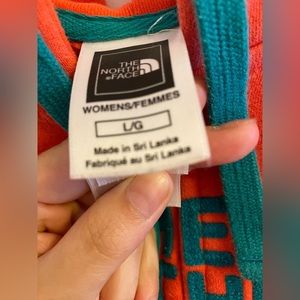 THE
NORTH
FACE
WOMENS/FEMMES
L/G
Made in Sri Lanka
Fabriqué au Sri Lanka